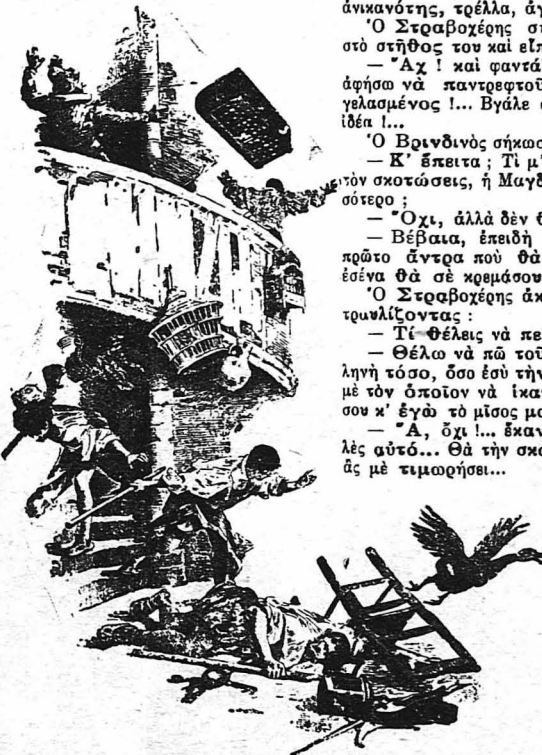 άνικανότης, τρέλλα, ἀγ
Ὁ Στραβοχέρης στ
στὸ στῆθος του καὶ εἶπ
— Ἄχ ! καὶ φαντά
ἀφήσω νὰ παντρεφτοῦ
γελασμένος !... Βγάλε ἀ
ἰδέα !...
Ὁ Βρινδινὸς σήκωσ
— Κ' ἔπειτα ; Τί μ'
τὸν σκοτώσεις, ἡ Μαγδ
σότερο ;
— Ὄχι, ἀλλὰ δὲν θ
— Βέβαια, ἐπειδὴ
πρῶτο ἄντρα ποὺ θὰ
ἐσένα θὰ σὲ κρεμάσου
Ὁ Στραβοχέρης ἀκ
τραυλίζοντας :
— Τί θέλεις νὰ πε
— Θέλω νὰ πῶ τοῦ
ληνὴ τόσο, ὅσο ἐσὺ τὴν
μὲ τὸν ὁποῖον νὰ ἱκα
σου κ' ἐγὼ τὸ μῖσος μο
— Ἄ, ὄχι !... ἔκαν
λὲς αὐτό... Θὰ τὴν σκο
ἂς μὲ τιμωρήσει...